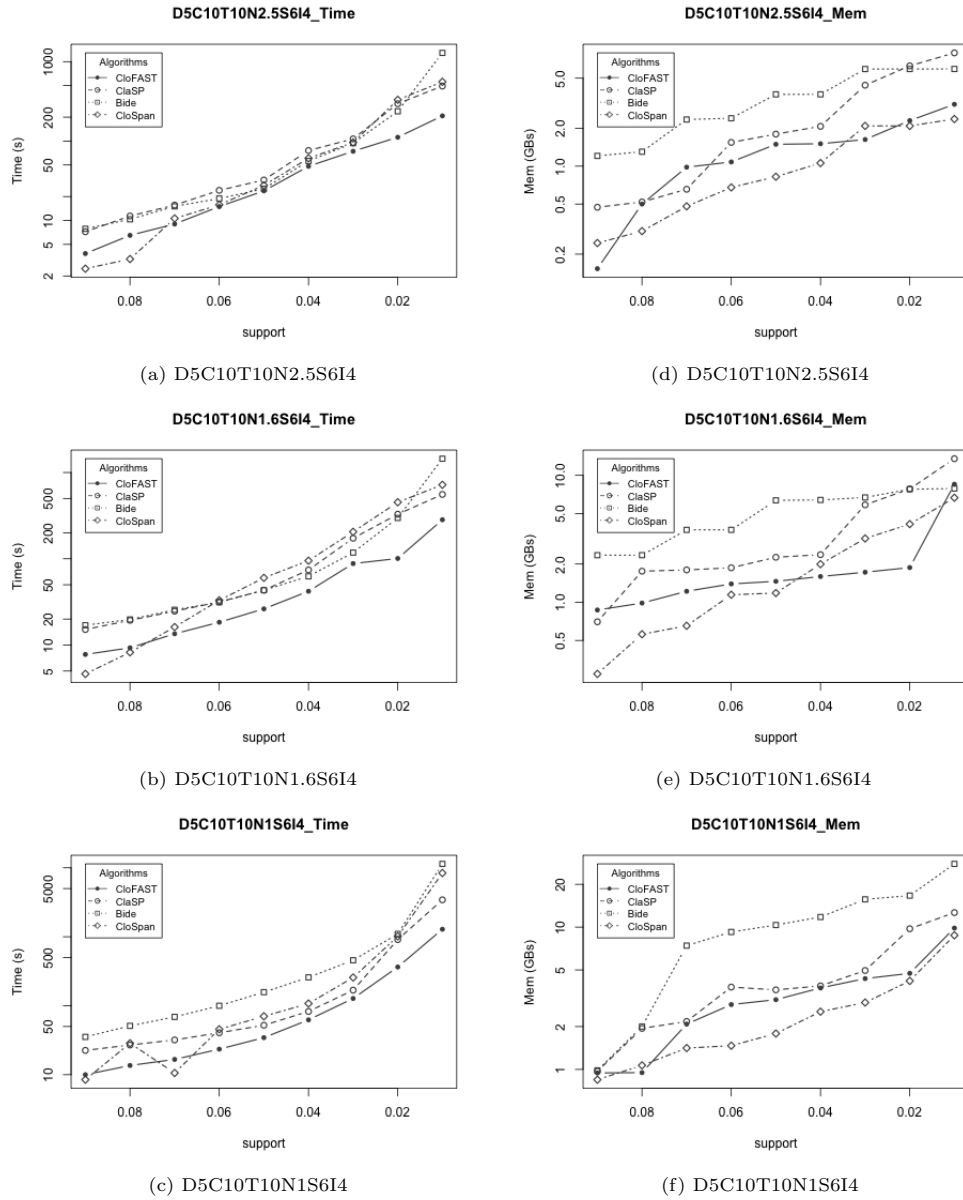 D5C10T10N2.5S6I4_Time
Time (s)
1000
200
50
10
5
2
Algorithms
CloFAST
ClaSP
Bide
CloSpan
0.08
0.06
0.04
0.02
support
(a) D5C10T10N2.5S6I4
D5C10T10N2.5S6I4_Mem
Mem (GBs)
5.0
2.0
1.0
0.5
0.2
Algorithms
CloFAST
ClaSP
Bide
CloSpan
0.08
0.06
0.04
0.02
support
(d) D5C10T10N2.5S6I4
D5C10T10N1.6S6I4_Time
Time (s)
500
200
50
20
10
5
Algorithms
CloFAST
ClaSP
Bide
CloSpan
0.08
0.06
0.04
0.02
support
(b) D5C10T10N1.6S6I4
D5C10T10N1.6S6I4_Mem
Mem (GBs)
10.0
5.0
2.0
1.0
0.5
Algorithms
CloFAST
ClaSP
Bide
CloSpan
0.08
0.06
0.04
0.02
support
(e) D5C10T10N1.6S6I4
D5C10T10N1S6I4_Time
Time (s)
5000
500
50
10
Algorithms
CloFAST
ClaSP
Bide
CloSpan
0.08
0.06
0.04
0.02
support
(c) D5C10T10N1S6I4
D5C10T10N1S6I4_Mem
Mem (GBs)
20
10
5
2
1
Algorithms
CloFAST
ClaSP
Bide
CloSpan
0.08
0.06
0.04
0.02
support
(f) D5C10T10N1S6I4